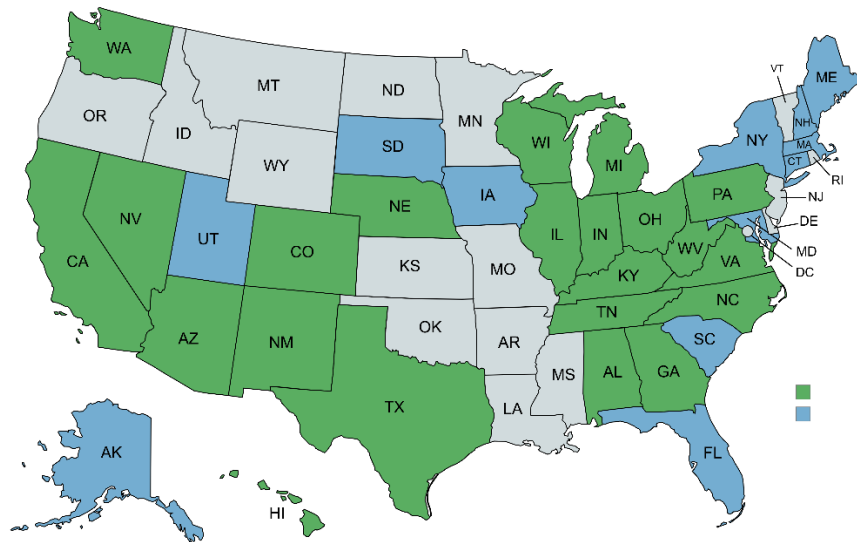 WA
MT
ND
MN
VT
ME
OR
ID
WY
SD
WI
MI
NY
NH
MA
CT
RI
NV
UT
CO
NE
IA
IL
IN
OH
PA
NJ
DE
MD
DC
CA
KS
MO
KY
WV
VA
AZ
NM
OK
AR
TN
NC
SC
TX
LA
MS
AL
GA
FL
AK
HI